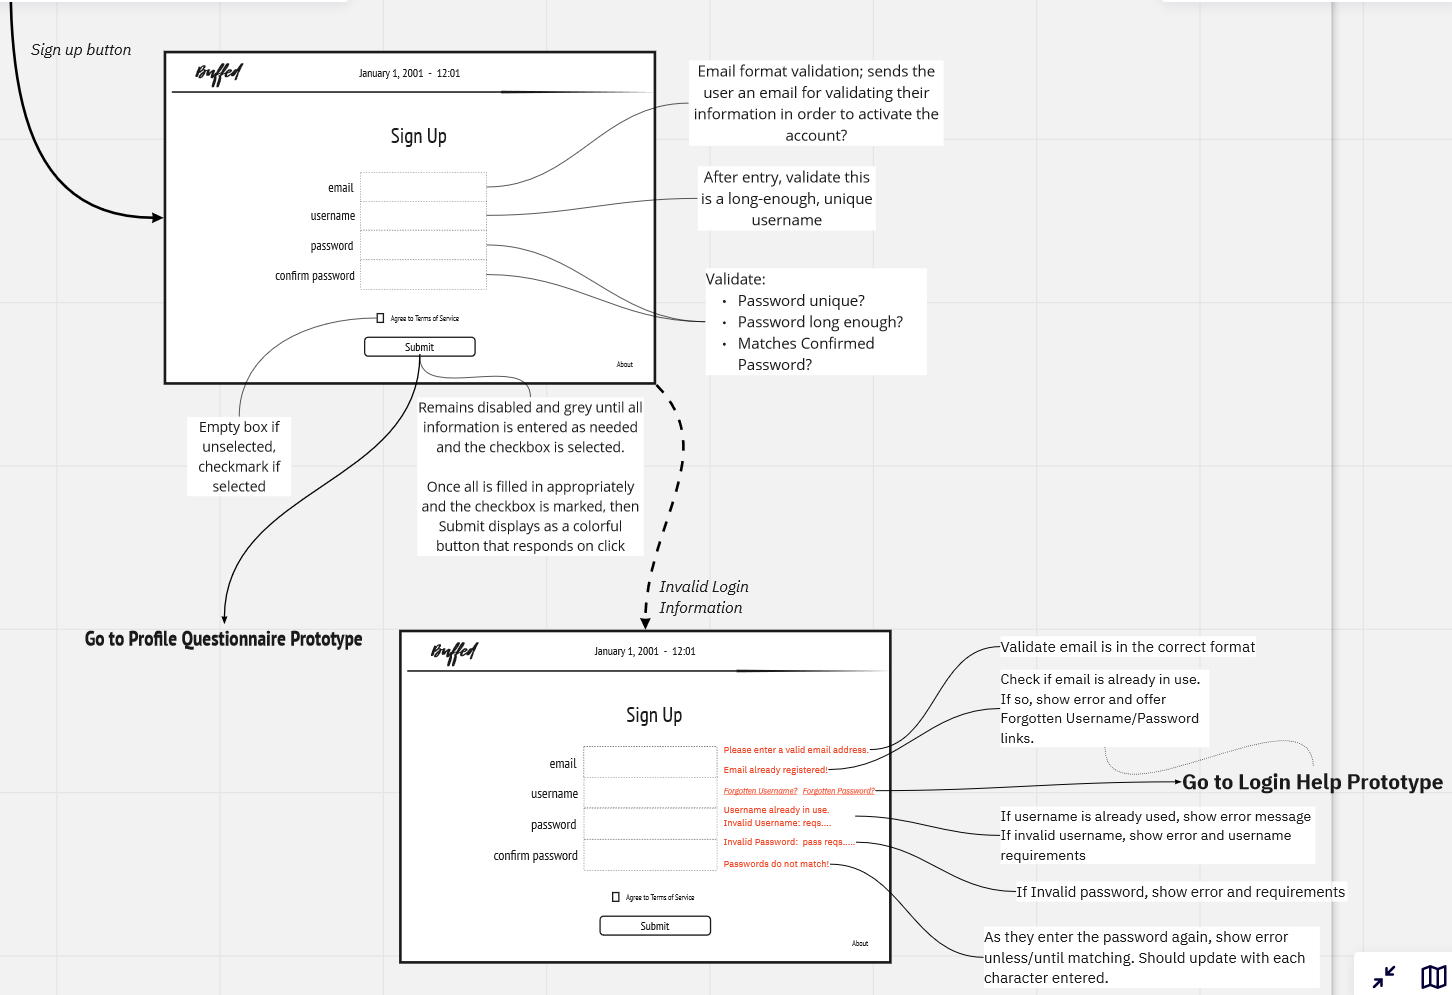 Sign up button
Buffed
January 1, 2001 - 12:01
Sign Up
email
username
password
confirm password
Agree to Terms of Service
Submit
About
Email format validation; sends the
user an email for validating their
information in order to activate the
account?
After entry, validate this
is a long-enough, unique
username
Validate:
• Password unique?
• Password long enough?
• Matches Confirmed
Password?
Empty box if
unselected,
checkmark if
selected
Remains disabled and grey until all
information is entered as needed
and the checkbox is selected.
Once all is filled in appropriately
and the checkbox is marked, then
Submit displays as a colorful
button that responds on click
Go to Profile Questionnaire Prototype
Invalid Login
Information
Buffed
January 1, 2001 - 12:01
Sign Up
email
username
password
confirm password
Please enter a valid email address.
Email already registered!
Forgotten Username? Forgotten Password?
Username already in use.
Invalid Username: reqs....
Invalid Password: pass reqs.....
Passwords do not match!
Agree to Terms of Service
Submit
About
Validate email is in the correct format
Check if email is already in use.
If so, show error and offer
Forgotten Username/Password
links.
Go to Login Help Prototype
If username is already used, show error message
If invalid username, show error and username
requirements
If Invalid password, show error and requirements
As they enter the password again, show error
unless/until matching. Should update with each
character entered.